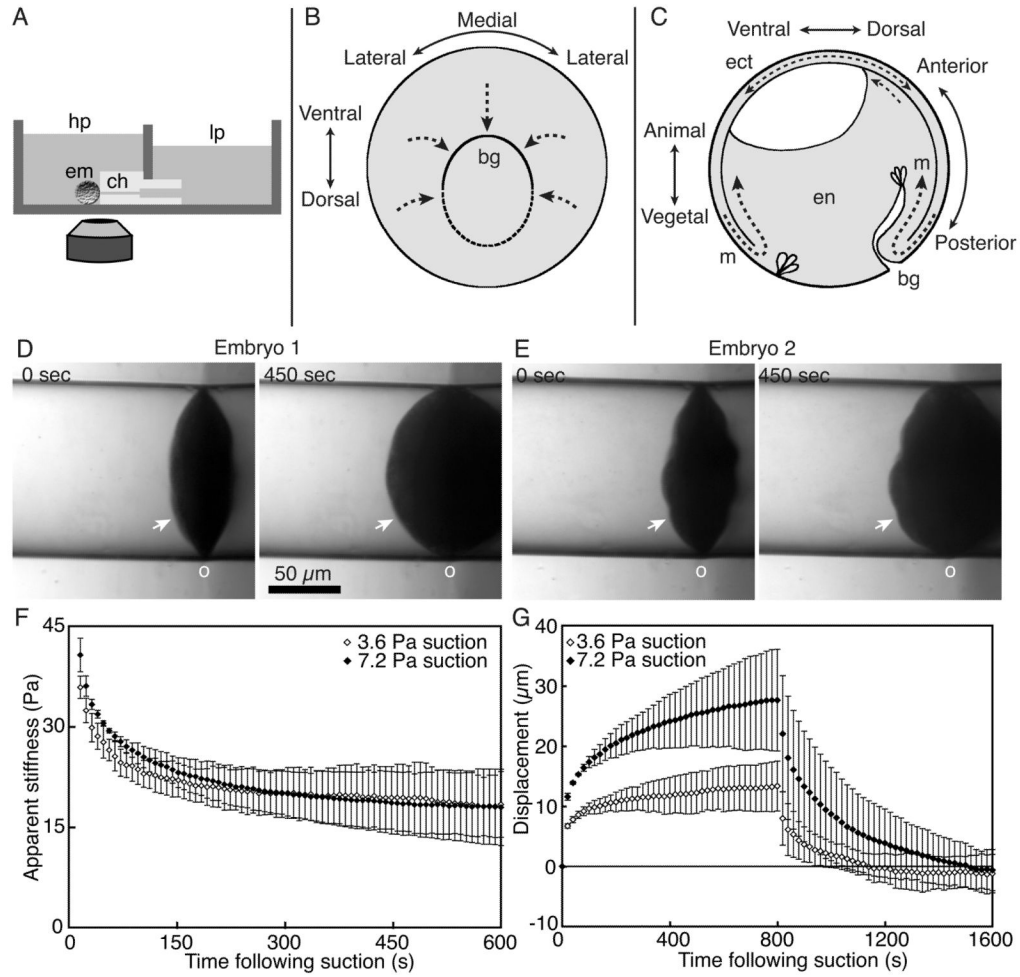 A
hp
lp
em
ch
B
Medial
Lateral
Lateral
Ventral
Dorsal
bg
C
Ventral
Dorsal
ect
Anterior
Animal
Vegetal
m
en
m
Posterior
bg
D
Embryo 1
0 sec
450 sec
o
o
50 µm
E
Embryo 2
0 sec
450 sec
o
o
F
45
30
15
0
Apparent stiffness (Pa)
3.6 Pa suction
7.2 Pa suction
0
150
300
450
600
Time following suction (s)
G
40
30
20
10
0
-10
Displacement (µm)
3.6 Pa suction
7.2 Pa suction
0
400
800
1200
1600
Time following suction (s)